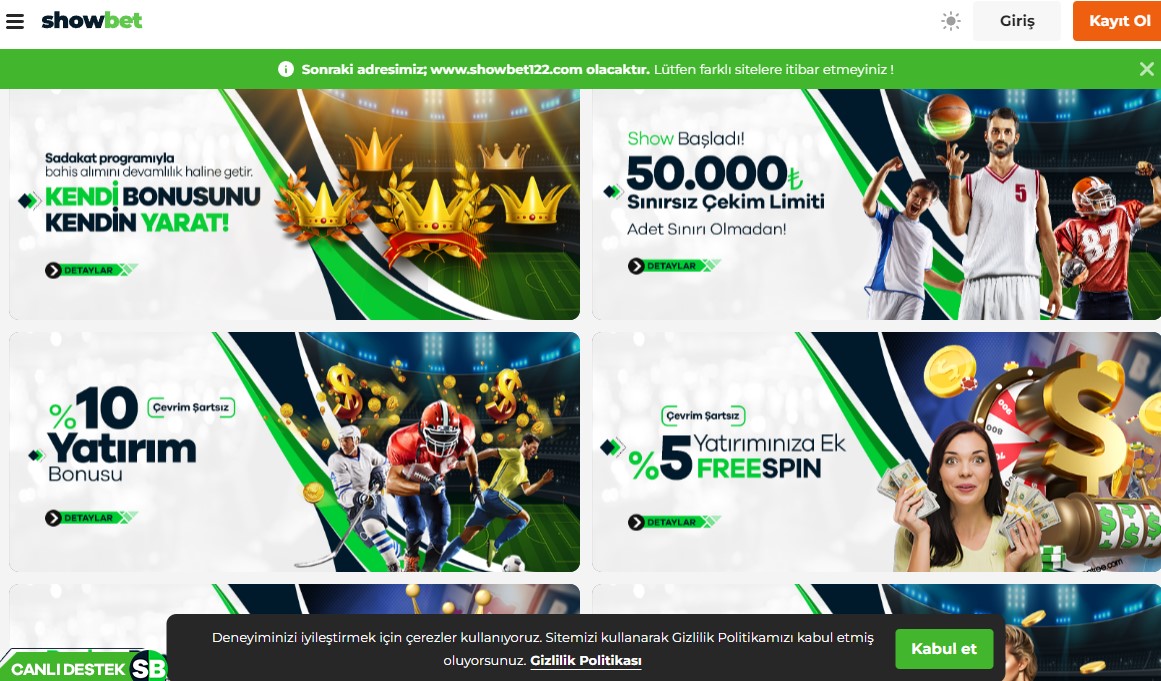 showbet
Giriş
Kayıt Ol
Sonraki adresimiz; www.showbet122.com olacaktır. Lütfen farklı sitelere itibar etmeyiniz !
Sadakat programıyla
bahis alımını devamlılık haline getir.
KENDİ BONUSUNU
KENDİN YARAT!
DETAYLAR
Show Başladı!
50.000₺
Sınırsız Çekim Limiti
Adet Sınırı Olmadan!
DETAYLAR
5
87
%10
Çevrim Şartsız
Yatırım
Bonusu
DETAYLAR
Çevrim Şartsız
%5 Yatırımınıza Ek
FREESPIN
DETAYLAR
Deneyiminizi iyileştirmek için çerezler kullanıyoruz. Sitemizi kullanarak Gizlilik Politikamızı kabul etmiş
oluyorsunuz. Gizlilik Politikası
Kabul et
CANLI DESTEK SB